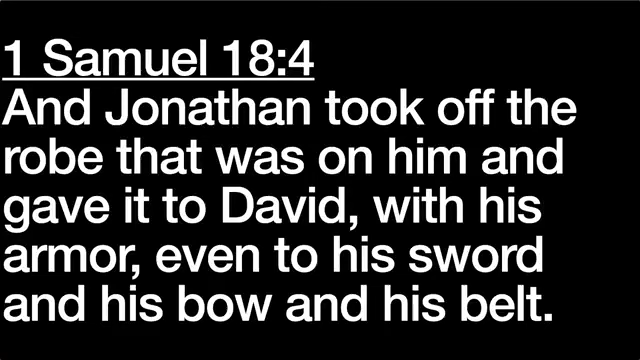 1 Samuel 18:4
And Jonathan took off the
robe that was on him and
gave it to David, with his
armor, even to his sword
and his bow and his belt.